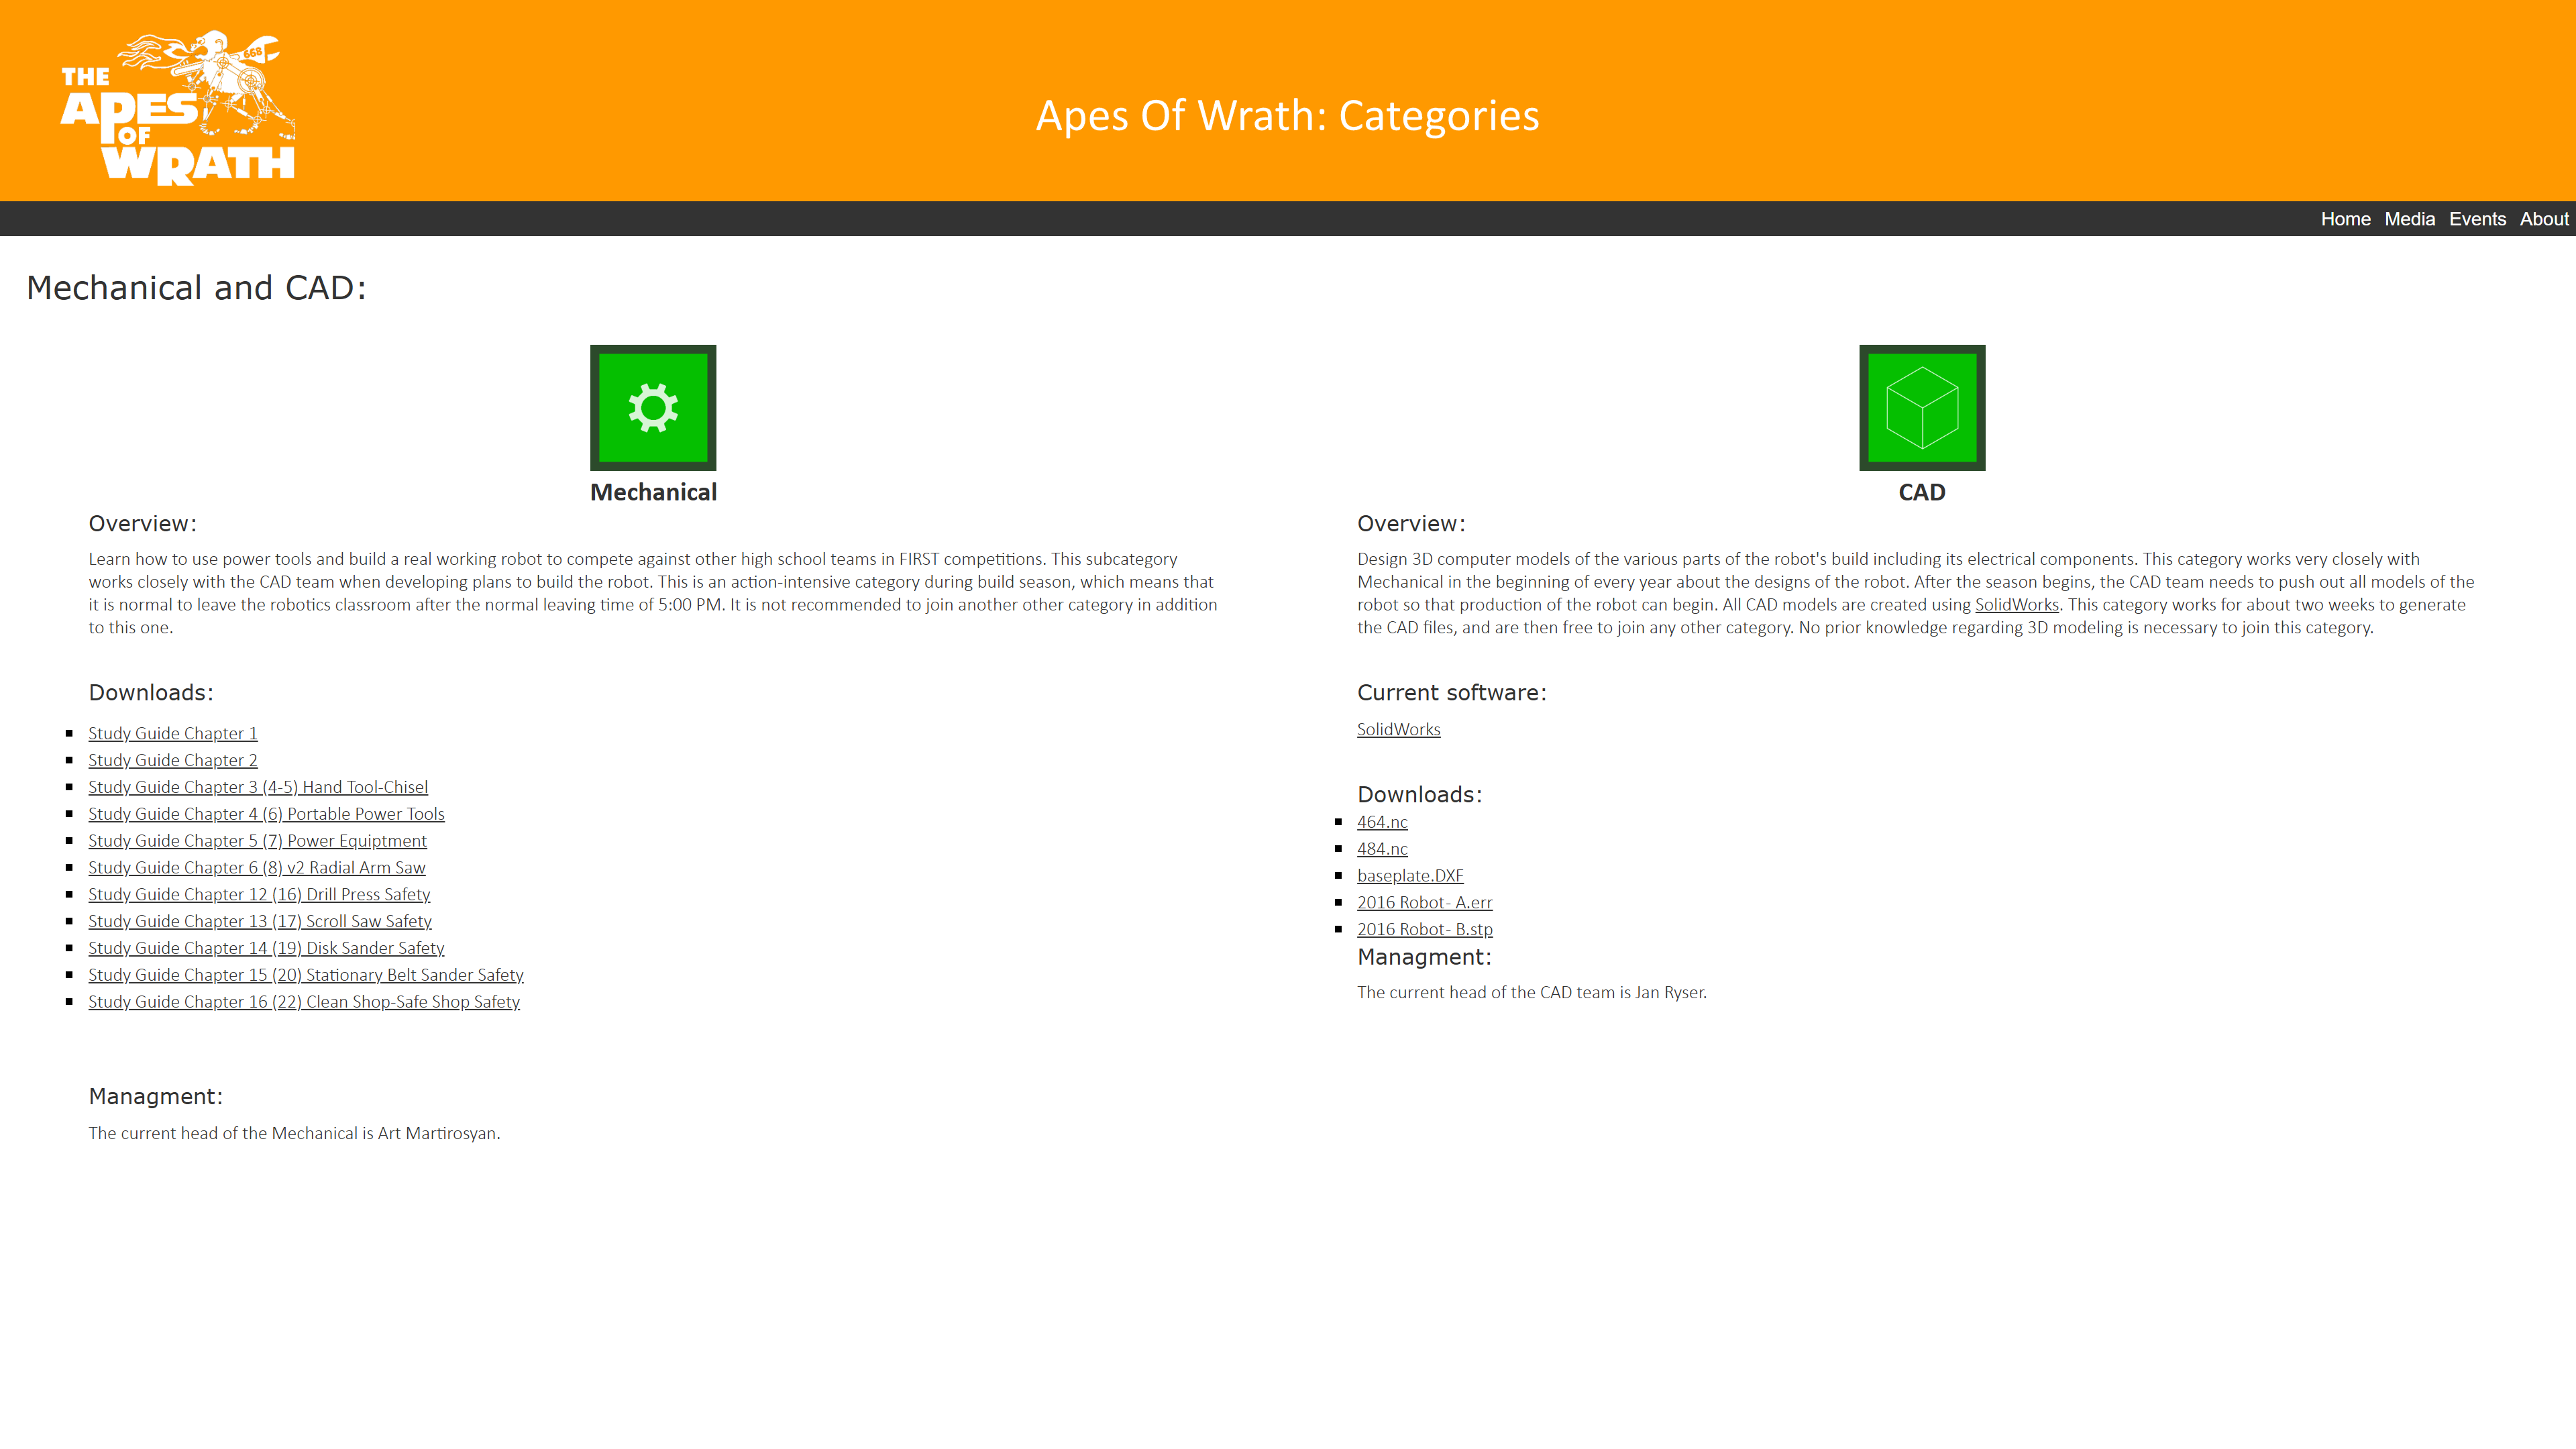 668
THE
APES
OF
WRATH
Apes Of Wrath: Categories
Home Media Events About
Mechanical and CAD:
Mechanical
Overview:
Learn how to use power tools and build a real working robot to compete against other high school teams in FIRST competitions. This subcategory
works closely with the CAD team when developing plans to build the robot. This is an action-intensive category during build season, which means that
it is normal to leave the robotics classroom after the normal leaving time of 5:00 PM. It is not recommended to join another other category in addition
to this one.
Downloads:
Study Guide Chapter 1
Study Guide Chapter 2
Study Guide Chapter 3 (4-5) Hand Tool-Chisel
Study Guide Chapter 4 (6) Portable Power Tools
Study Guide Chapter 5 (7) Power Equiptment
Study Guide Chapter 6 (8) v2 Radial Arm Saw
Study Guide Chapter 12 (16) Drill Press Safety
Study Guide Chapter 13 (17) Scroll Saw Safety
Study Guide Chapter 14 (19) Disk Sander Safety
Study Guide Chapter 15 (20) Stationary Belt Sander Safety
Study Guide Chapter 16 (22) Clean Shop-Safe Shop Safety
Managment:
The current head of the Mechanical is Art Martirosyan.
CAD
Overview:
Design 3D computer models of the various parts of the robot's build including its electrical components. This category works very closely with
Mechanical in the beginning of every year about the designs of the robot. After the season begins, the CAD team needs to push out all models of the
robot so that production of the robot can begin. All CAD models are created using SolidWorks. This category works for about two weeks to generate
the CAD files, and are then free to join any other category. No prior knowledge regarding 3D modeling is necessary to join this category.
Current software:
SolidWorks
Downloads:
464.nc
484.nc
baseplate.DXF
2016 Robot- A.err
2016 Robot- B.stp
Managment:
The current head of the CAD team is Jan Ryser.